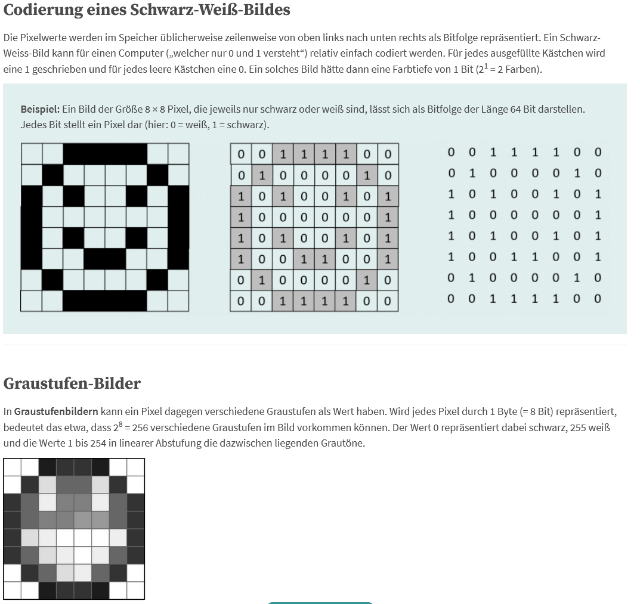 Codierung eines Schwarz-Weiß-Bildes
Die Pixelwerte werden im Speicher üblicherweise zeilenweise von oben links nach unten rechts als Bitfolge repräsentiert. Ein Schwarz-
Weiss-Bild kann für einen Computer („welcher nur 0 und 1 versteht“) relativ einfach codiert werden. Für jedes ausgefüllte Kästchen wird
eine 1 geschrieben und für jedes leere Kästchen eine 0. Ein solches Bild hätte dann eine Farbtiefe von 1 Bit (2¹ = 2 Farben).
Beispiel: Ein Bild der Größe 8 × 8 Pixel, die jeweils nur schwarz oder weiß sind, lässt sich als Bitfolge der Länge 64 Bit darstellen.
Jedes Bit stellt ein Pixel dar (hier: 0 = weiß, 1 = schwarz).
0 0 1 1 1 1 0 0
0 1 0 0 0 0 1 0
1 0 1 0 0 1 0 1
1 0 0 0 0 0 0 1
1 0 1 0 0 1 0 1
1 0 0 1 1 0 0 1
0 1 0 0 0 0 1 0
0 0 1 1 1 1 0 0
0 0 1 1 1 1 0 0
0 1 0 0 0 0 1 0
1 0 1 0 0 1 0 1
1 0 0 0 0 0 0 1
1 0 1 0 0 1 0 1
1 0 0 1 1 0 0 1
0 1 0 0 0 0 1 0
0 0 1 1 1 1 0 0
Graustufen-Bilder
In Graustufenbildern kann ein Pixel dagegen verschiedene Graustufen als Wert haben. Wird jedes Pixel durch 1 Byte (= 8 Bit) repräsentiert,
bedeutet das etwa, dass 2⁸ = 256 verschiedene Graustufen im Bild vorkommen können. Der Wert 0 repräsentiert dabei schwarz, 255 weiß
und die Werte 1 bis 254 in linearer Abstufung die dazwischen liegenden Grautöne.